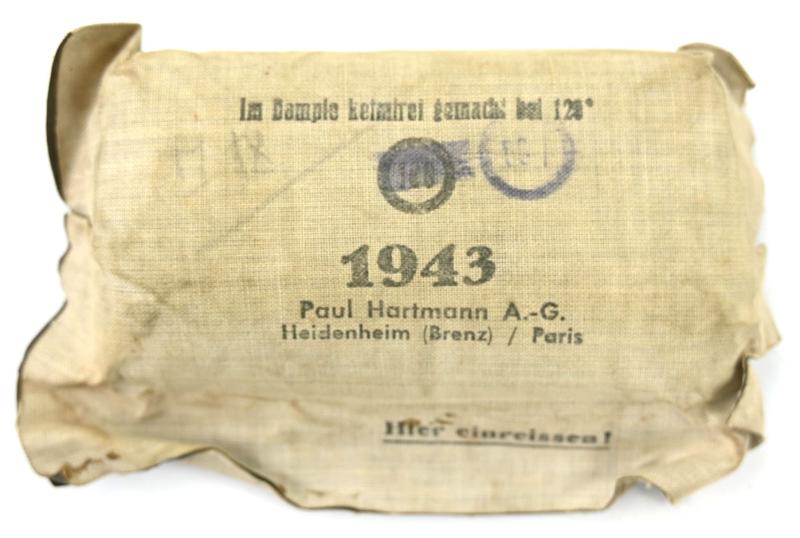 Im Dampfe keimfrei gemacht bei 120°
120
1943
Paul Hartmann A.-G.
Heidenheim (Brenz) / Paris
Hier einreissen!